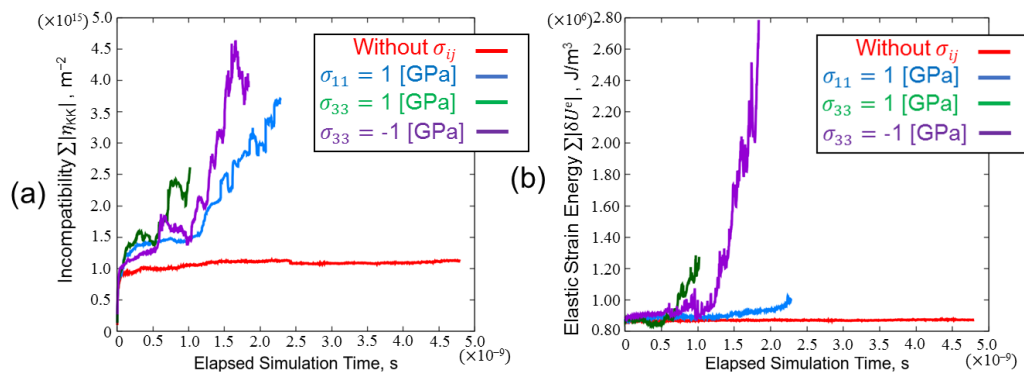 (a)
(×10¹⁵)
Incompatibility ∑|η_KK| , m⁻²
5.0
4.5
4.0
3.5
3.0
2.5
2.0
1.5
1.0
0.5
0
Without σ_ij
σ₁₁ = 1 [GPa]
σ₃₃ = 1 [GPa]
σ₃₃ = -1 [GPa]
0 0.5 1.0 1.5 2.0 2.5 3.0 3.5 4.0 4.5 5.0
Elapsed Simulation Time, s
(×10⁻⁹)
(b)
(×10⁶)
Elastic Strain Energy ∑|δUᵉ| , J/m³
2.80
2.60
2.40
2.20
2.00
1.80
1.60
1.40
1.20
1.00
0.80
Without σ_ij
σ₁₁ = 1 [GPa]
σ₃₃ = 1 [GPa]
σ₃₃ = -1 [GPa]
0 0.5 1.0 1.5 2.0 2.5 3.0 3.5 4.0 4.5 5.0
Elapsed Simulation Time, s
(×10⁻⁹)